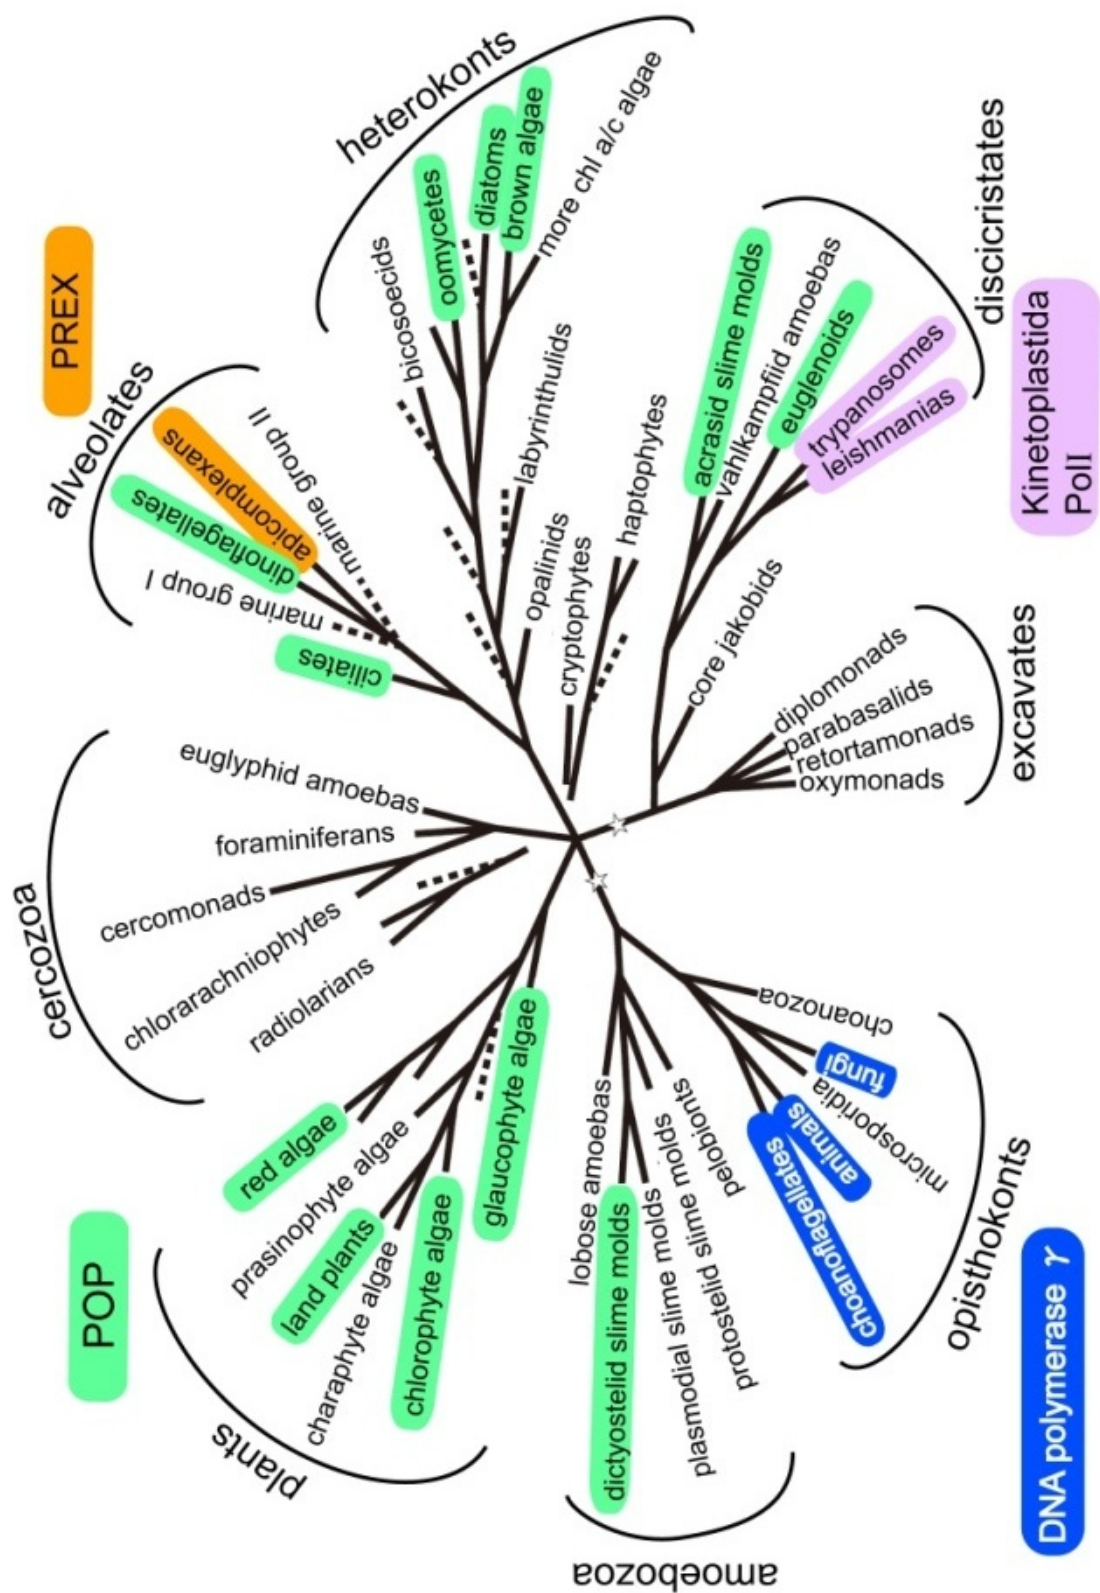 heterokonts
bicosoecids
oomycetes
diatoms
brown algae
more chl a/c algae
labyrinthulids
opalinids
cryptophytes
haptophytes
PREX
alveolates
apicomplexans
dinoflagellates
marine group II
marine group I
ciliates
discicristates
acrasid slime molds
vahlkampfiid amoebas
euglenoids
trypanosomes
leishmanias
Kinetoplastida
PolI
core jakobids
excavates
diplomonads
parabasalids
retortamonads
oxymonads
cercozoa
euglyphid amoebas
foraminiferans
cercomonads
chlorarachniophytes
radiolarians
POP
plants
red algae
prasinophyte algae
land plants
charaphyte algae
chlorophyte algae
glaucophyte algae
amoebozoa
lobose amoebas
dictyostelid slime molds
plasmodial slime molds
protostelid slime molds
pelobionts
opisthokonts
choanozoa
fungi
microsporidia
animals
choanoflagellates
DNA polymerase γ